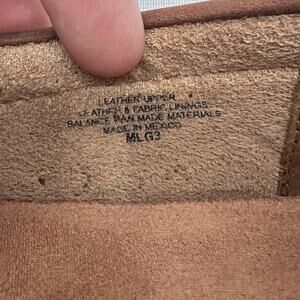 LEATHER UPPER
LEATHER & FABRIC LININGS
BALANCE MAN MADE MATERIALS
MADE IN MEXICO
MLG3